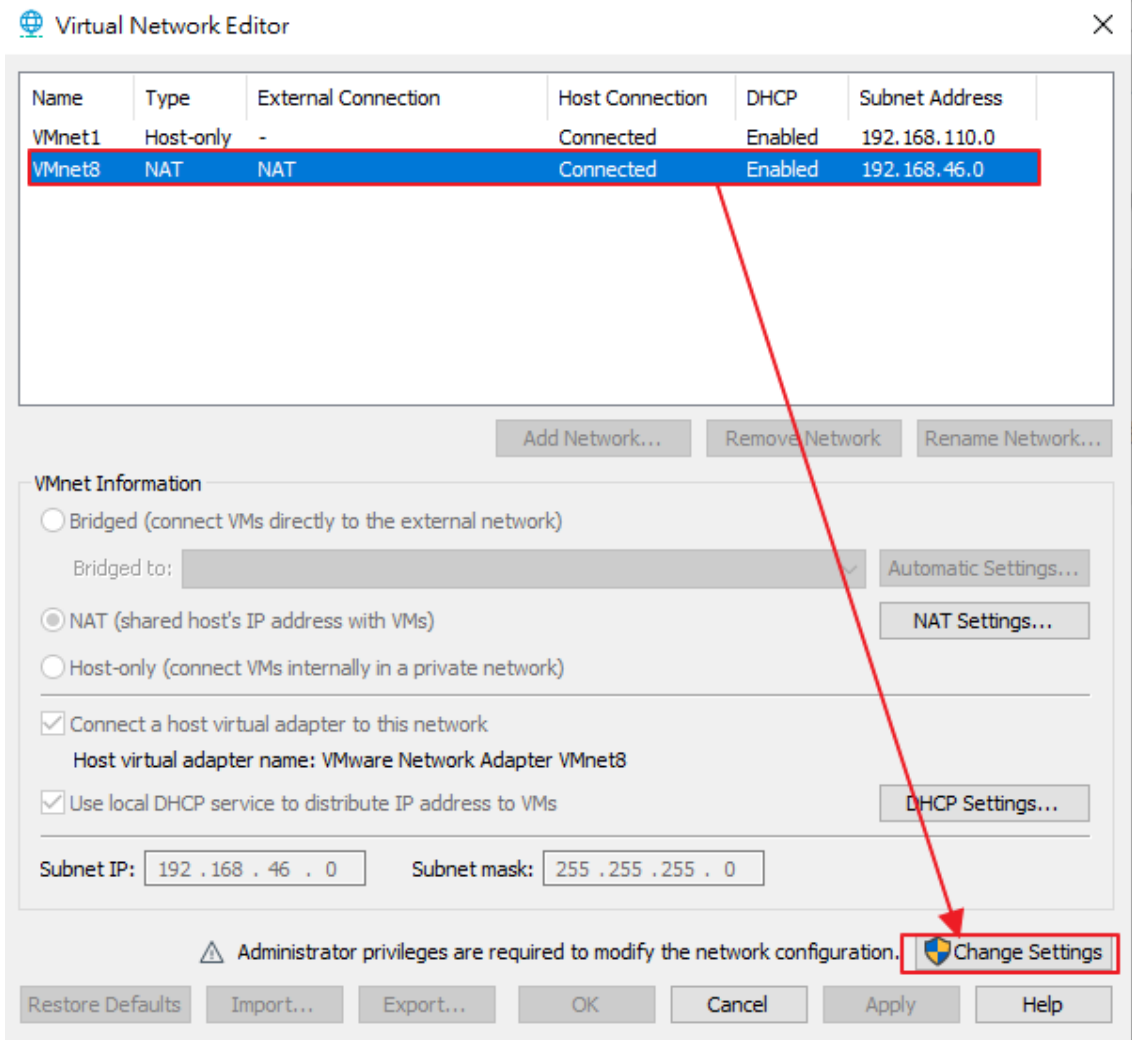 Virtual Network Editor
Name Type External Connection Host Connection DHCP Subnet Address
VMnet1 Host-only - Connected Enabled 192.168.110.0
VMnet8 NAT NAT Connected Enabled 192.168.46.0
Add Network... Remove Network Rename Network...
VMnet Information
Bridged (connect VMs directly to the external network)
Bridged to: Automatic Settings...
NAT (shared host's IP address with VMs) NAT Settings...
Host-only (connect VMs internally in a private network)
Connect a host virtual adapter to this network
Host virtual adapter name: VMware Network Adapter VMnet8
Use local DHCP service to distribute IP address to VMs DHCP Settings...
Subnet IP: 192 . 168 . 46 . 0 Subnet mask: 255 . 255 . 255 . 0
Administrator privileges are required to modify the network configuration. Change Settings
Restore Defaults Import... Export... OK Cancel Apply Help